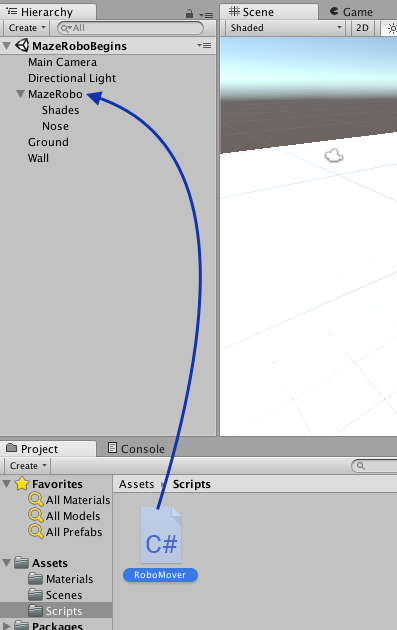 Hierarchy
Create
All
MazeRoboBegins
Main Camera
Directional Light
MazeRobo
Shades
Nose
Ground
Wall
Scene
Game
Shaded
2D
Project
Console
Create
Favorites
All Materials
All Models
All Prefabs
Assets
Materials
Scenes
Scripts
Packages
Assets
Scripts
C#
RoboMover